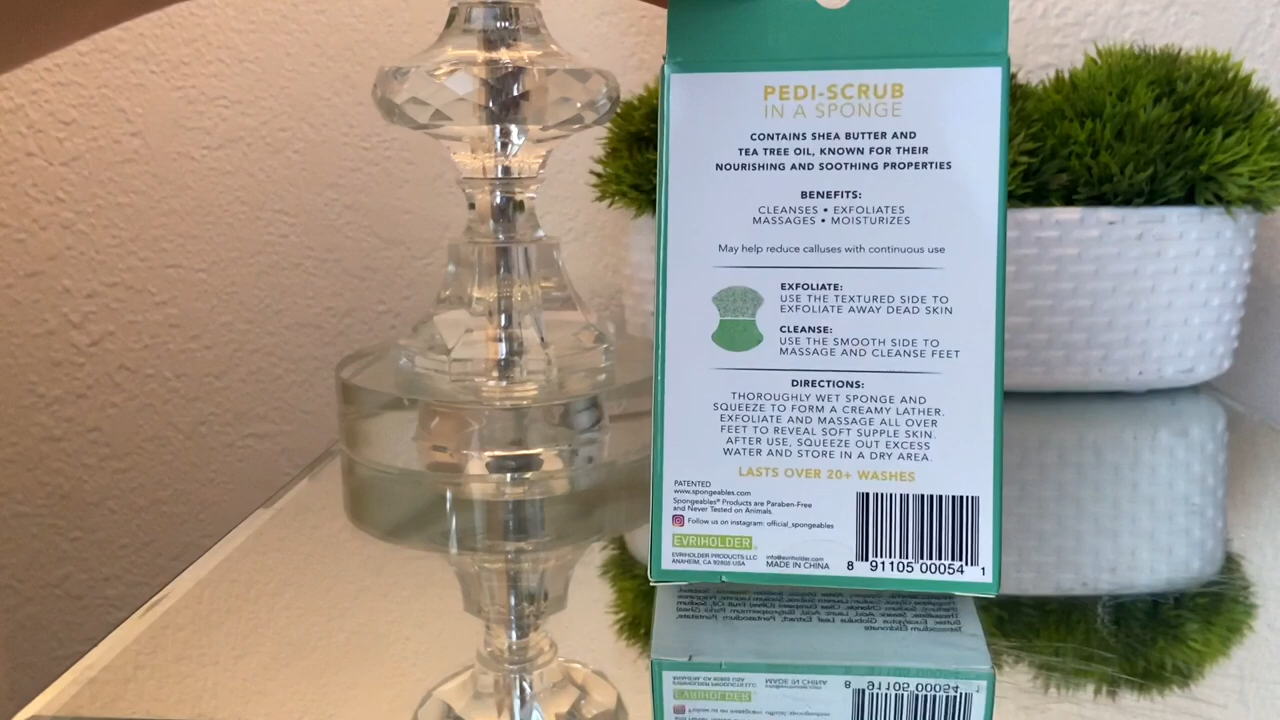 PEDI-SCRUB
IN A SPONGE
CONTAINS SHEA BUTTER AND
TEA TREE OIL, KNOWN FOR THEIR
NOURISHING AND SOOTHING PROPERTIES
BENEFITS:
CLEANSES • EXFOLIATES
MASSAGES • MOISTURIZES
May help reduce calluses with continuous use
EXFOLIATE:
USE THE TEXTURED SIDE TO
EXFOLIATE AWAY DEAD SKIN
CLEANSE:
USE THE SMOOTH SIDE TO
MASSAGE AND CLEANSE FEET
DIRECTIONS:
THOROUGHLY WET SPONGE AND
SQUEEZE TO FORM A CREAMY LATHER.
EXFOLIATE AND MASSAGE ALL OVER
FEET TO REVEAL SOFT SUPPLE SKIN.
AFTER USE, SQUEEZE OUT EXCESS
WATER AND STORE IN A DRY AREA.
LASTS OVER 20+ WASHES
PATENTED
www.spongeables.com
Spongeables® Products are Paraben-Free
and Never Tested on Animals.
Follow us on instagram: official_spongeables
EVRIHOLDER®
EVRIHOLDER PRODUCTS LLC
ANAHEIM, CA 92805 USA
info@evriholder.com
MADE IN CHINA
8 91105 00054 1